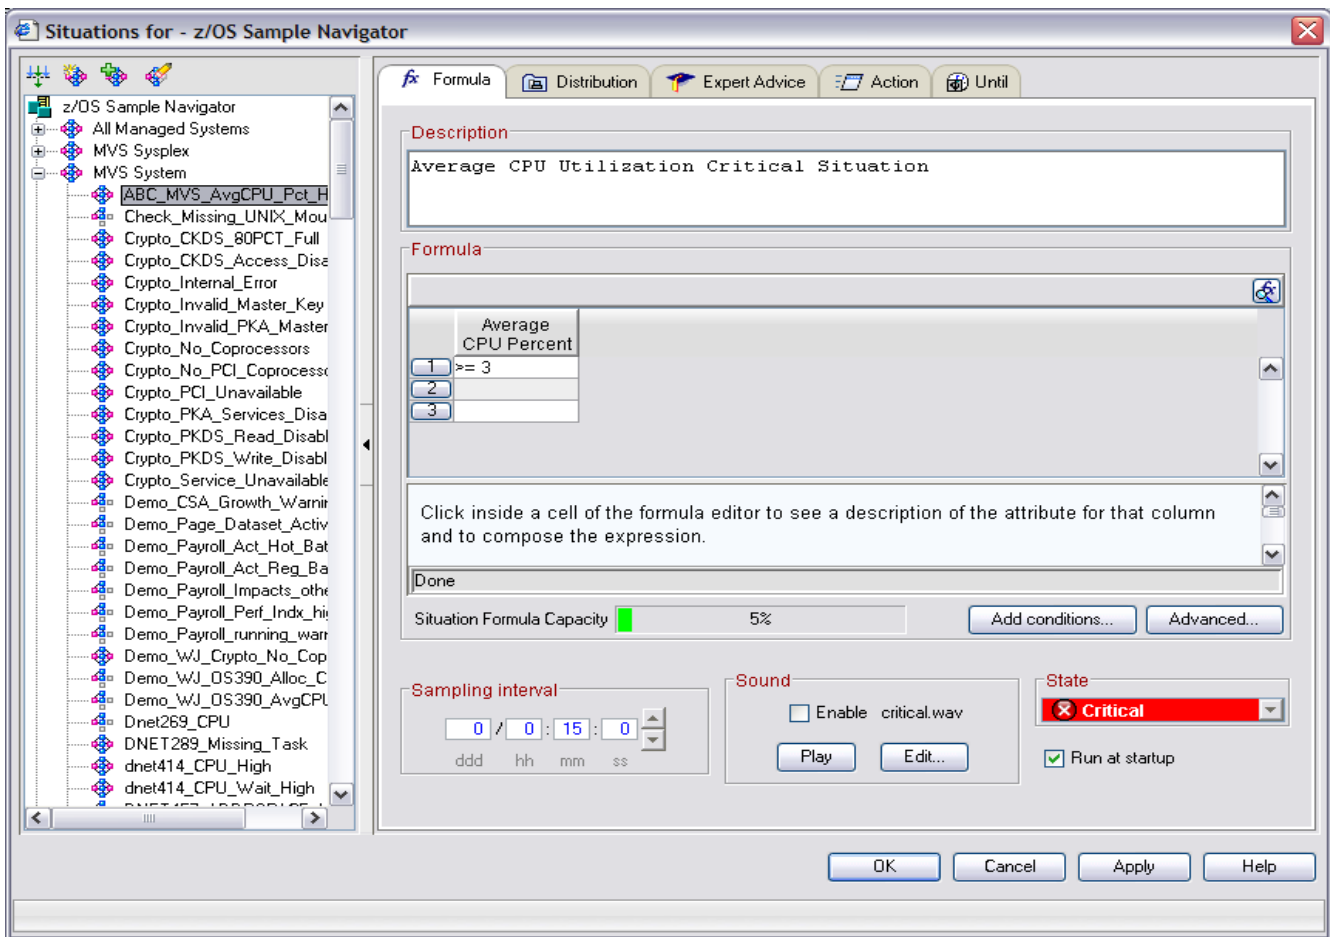 Situations for - z/OS Sample Navigator
z/OS Sample Navigator
All Managed Systems
MVS Sysplex
MVS System
ABC_MVS_AvgCPU_Pct_H
Check_Missing_UNIX_Mou
Crypto_CKDS_80PCT_Full
Crypto_CKDS_Access_Disa
Crypto_Internal_Error
Crypto_Invalid_Master_Key
Crypto_Invalid_PKA_Master
Crypto_No_Coprocessors
Crypto_No_PCI_Coprocesso
Crypto_PCI_Unavailable
Crypto_PKA_Services_Disa
Crypto_PKDS_Read_Disabl
Crypto_PKDS_Write_Disabl
Crypto_Service_Unavailable
Demo_CSA_Growth_Warnin
Demo_Page_Dataset_Activ
Demo_Payroll_Act_Hot_Bat
Demo_Payroll_Act_Reg_Ba
Demo_Payroll_Impacts_othe
Demo_Payroll_Perf_Indx_hi
Demo_Payroll_running_warn
Demo_WJ_Crypto_No_Cop
Demo_WJ_OS390_Alloc_C
Demo_WJ_OS390_AvgCPU
Dnet269_CPU
DNET289_Missing_Task
dnet414_CPU_High
dnet414_CPU_Wait_High
Formula
Distribution
Expert Advice
Action
Until
Description
Average CPU Utilization Critical Situation
Formula
Average
CPU Percent
1 >= 3
2
3
Click inside a cell of the formula editor to see a description of the attribute for that column
and to compose the expression.
Done
Situation Formula Capacity 5% Add conditions... Advanced...
Sampling interval
0 / 0 : 15 : 0
ddd hh mm ss
Sound
Enable critical.wav
Play Edit...
State
Critical
Run at startup
OK Cancel Apply Help